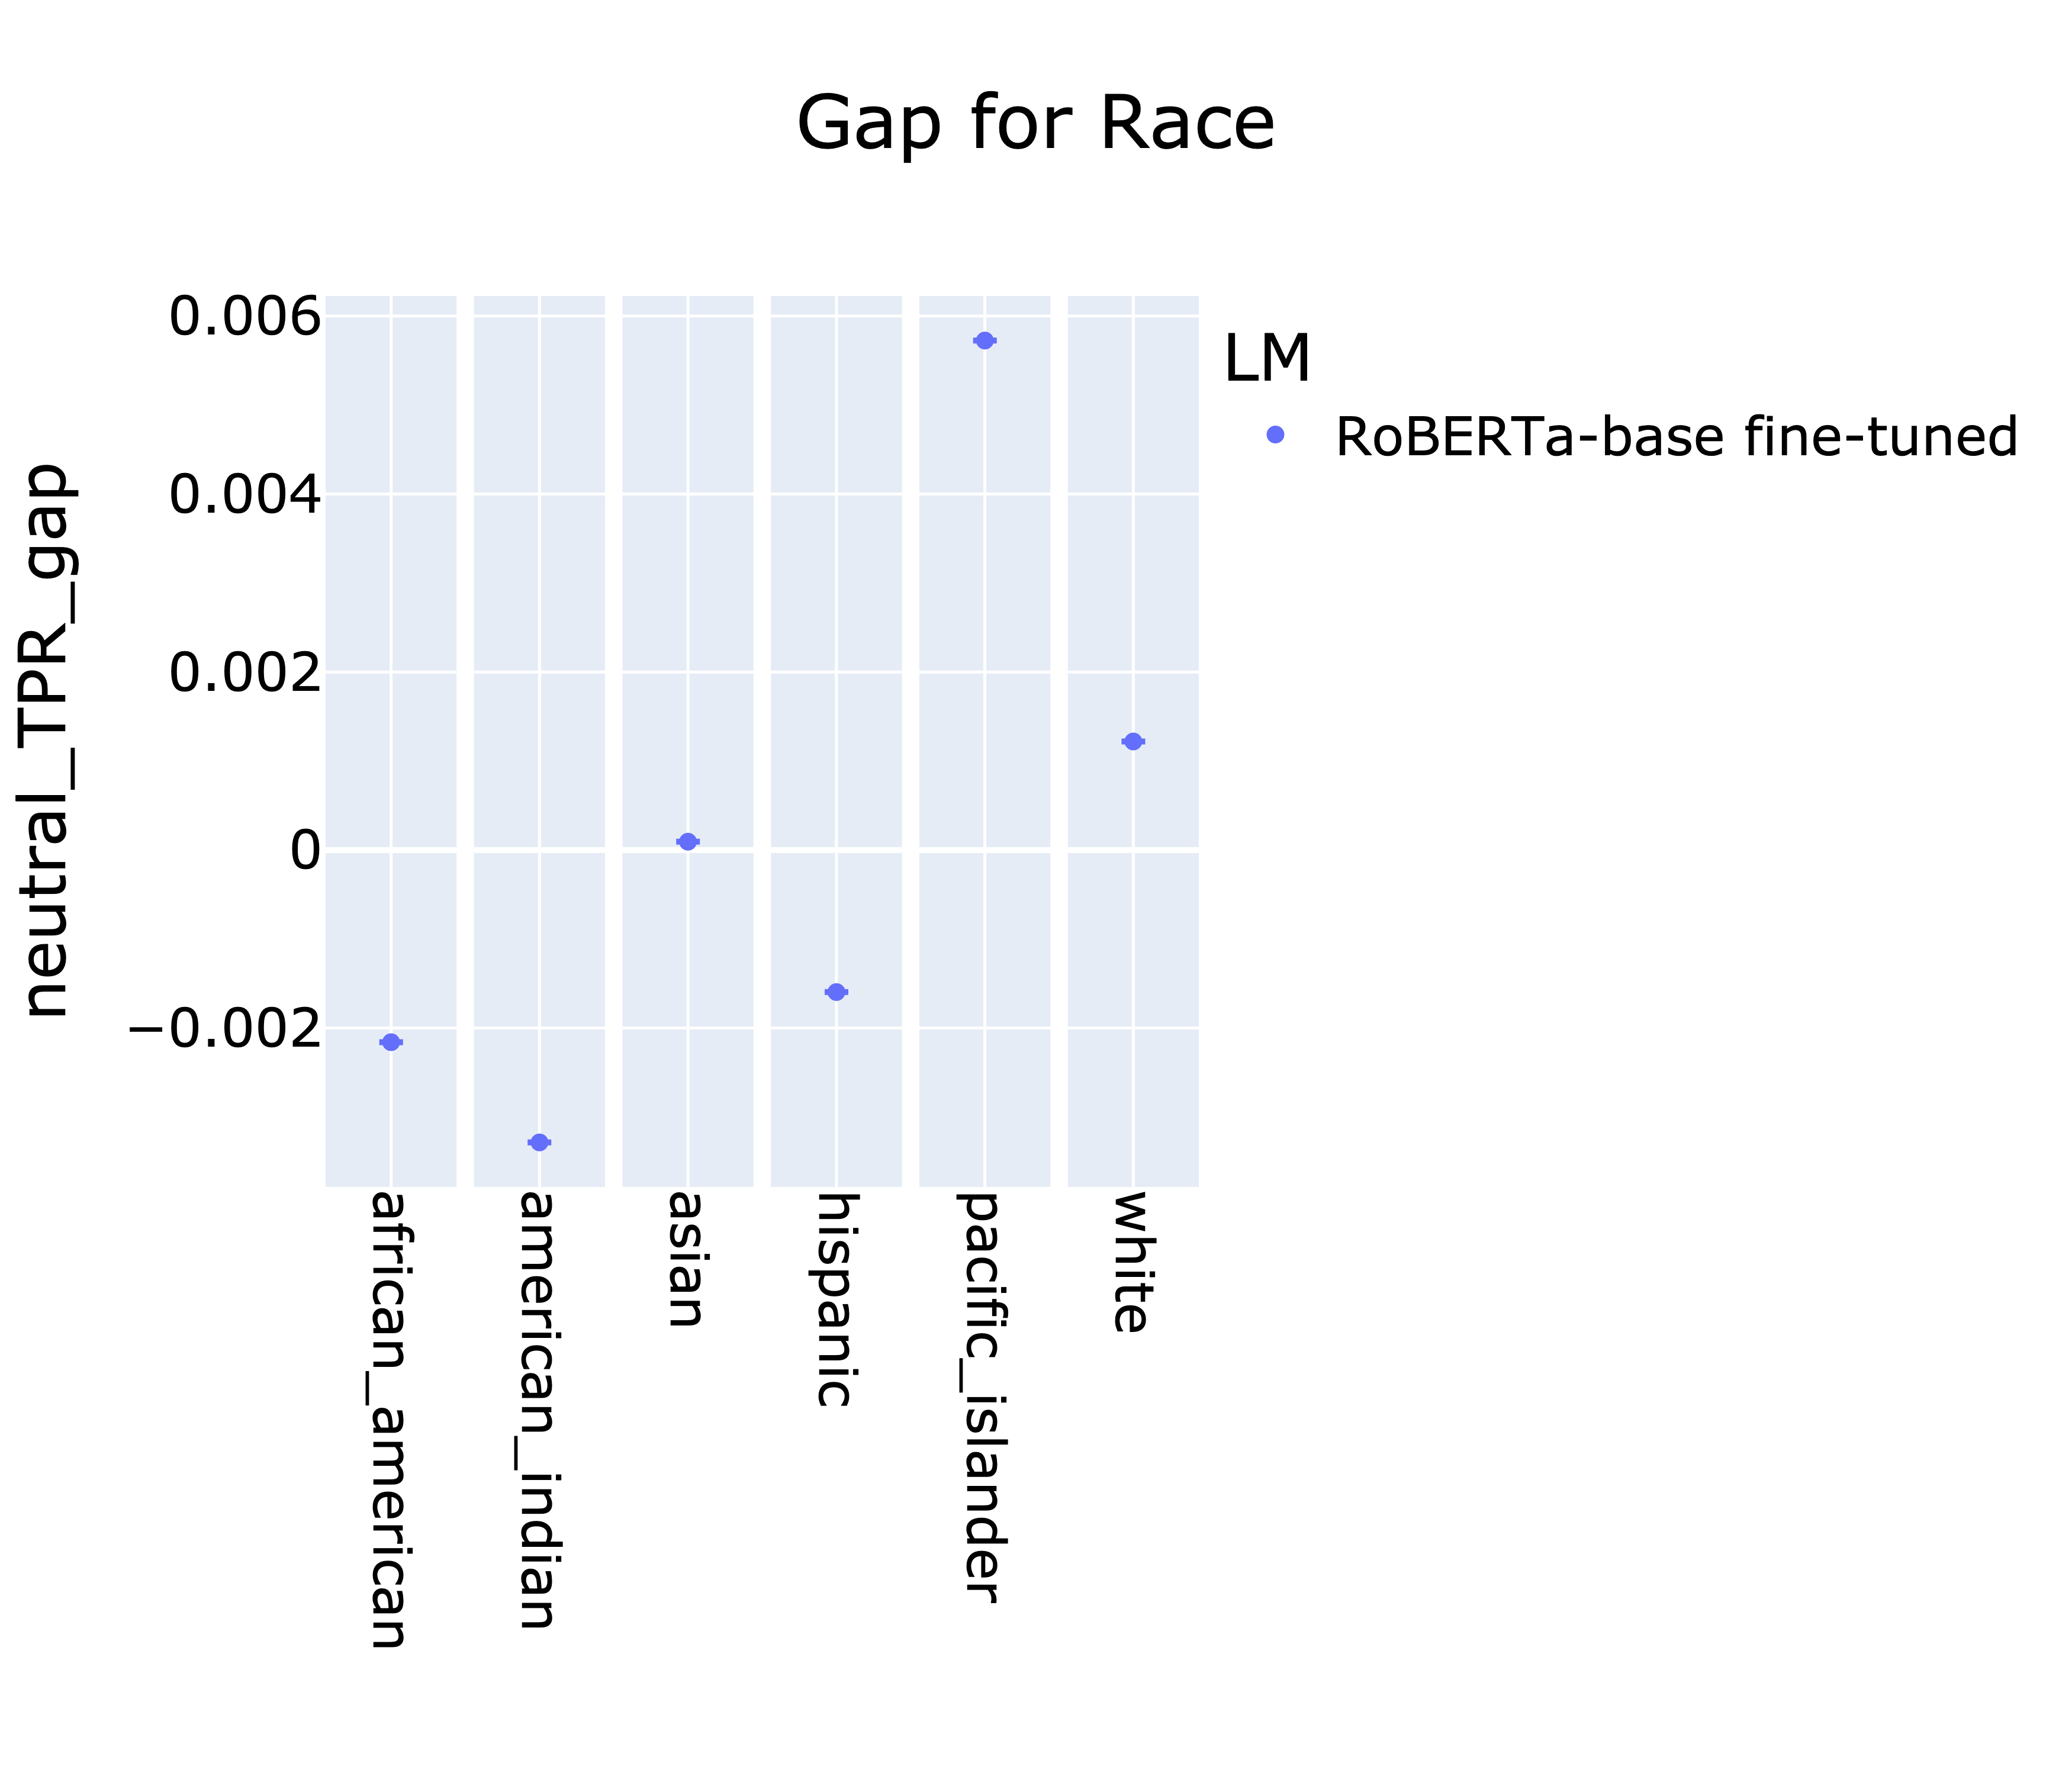 Gap for Race
neutral_TPR_gap
0.006
0.004
0.002
0
−0.002
african_american
american_indian
asian
hispanic
pacific_islander
white
LM
RoBERTa-base fine-tuned